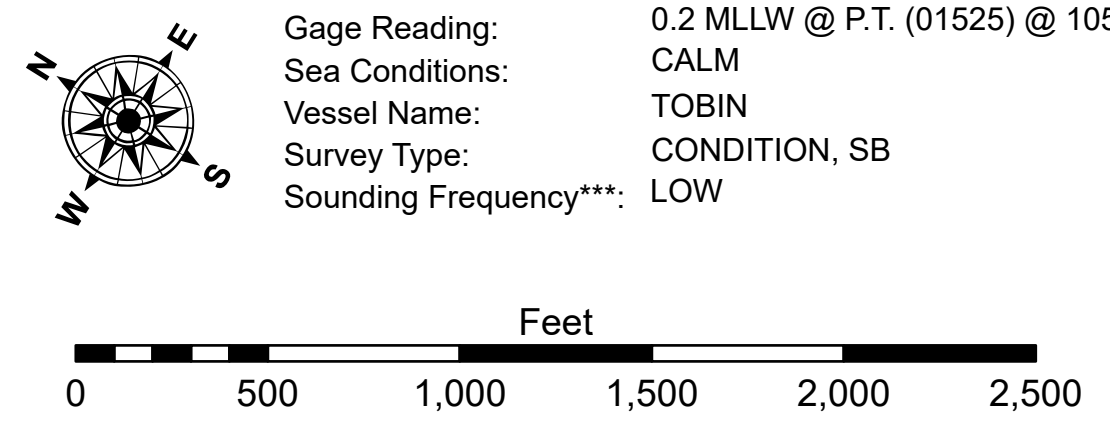 N
E
S
W
Gage Reading: 0.2 MLLW @ P.T. (01525) @ 105
Sea Conditions: CALM
Vessel Name: TOBIN
Survey Type: CONDITION, SB
Sounding Frequency***: LOW
Feet
0 500 1,000 1,500 2,000 2,500